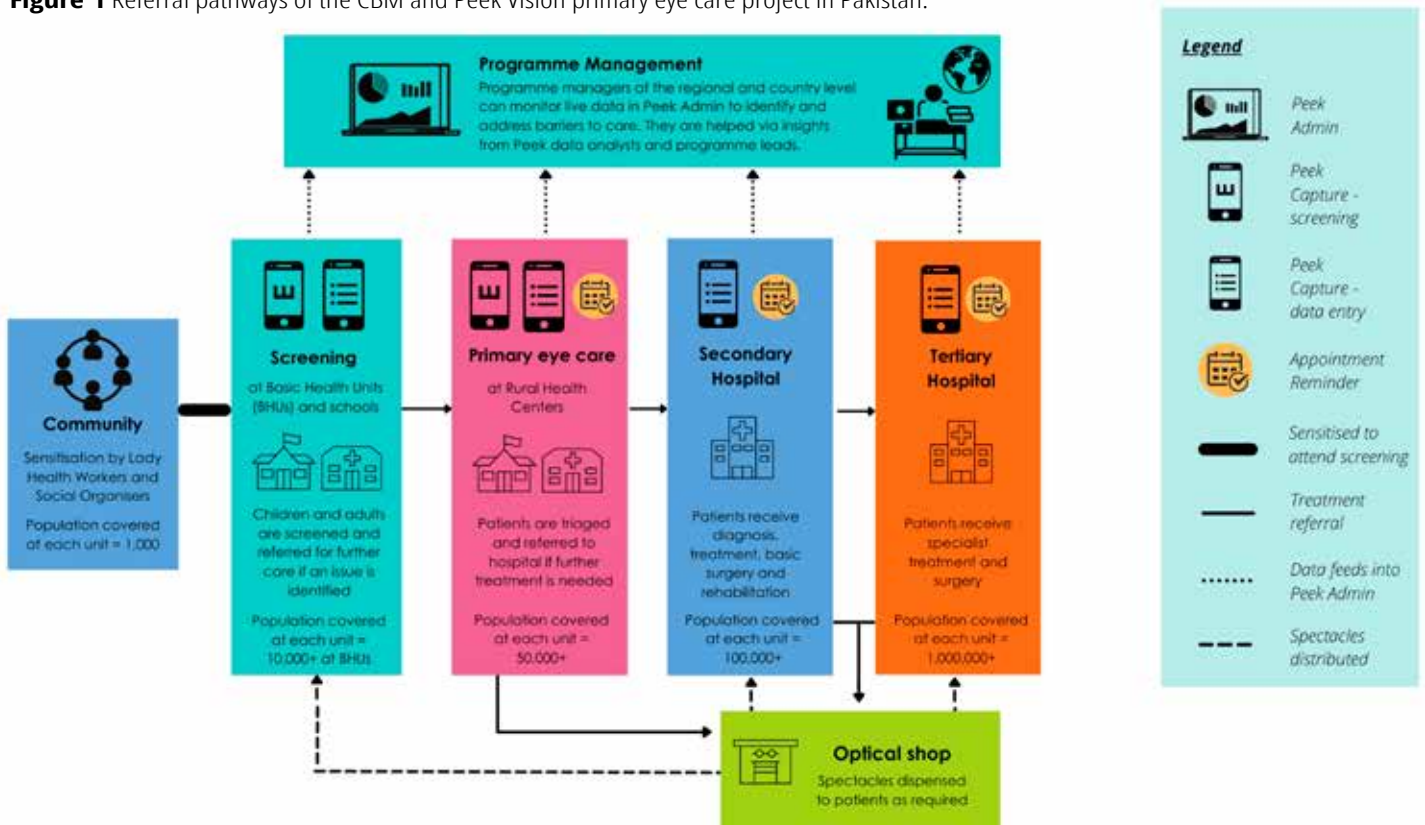 Figure 1 Referral pathways of the CBM and Peek Vision primary eye care project in Pakistan.
Programme Management
Programme managers at the regional and country level
can monitor live data in Peek Admin to identify and
address barriers to care. They are helped via insights
from Peek data analysts and programme leads.
Community
Sensitisation by Lady
Health Workers and
Social Organisers
Population covered
at each unit = 1,000
Screening
at Basic Health Units
(BHUs) and schools
Children and adults
are screened and
referred for further
care if an issue is
identified
Population covered
at each unit =
10,000+ at BHUs
Primary eye care
at Rural Health
Centers
Patients are triaged
and referred to
hospital if further
treatment is needed
Population covered
at each unit =
50,000+
Secondary
Hospital
Patients receive
diagnosis,
treatment, basic
surgery and
rehabilitation
Population covered
at each unit =
100,000+
Tertiary
Hospital
Patients receive
specialist
treatment and
surgery
Population covered
at each unit =
1,000,000+
Optical shop
Spectacles dispensed
to patients as required
Legend
Peek
Admin
Peek
Capture -
screening
Peek
Capture -
data entry
Appointment
Reminder
Sensitised to
attend screening
Treatment
referral
Data feeds into
Peek Admin
Spectacles
distributed